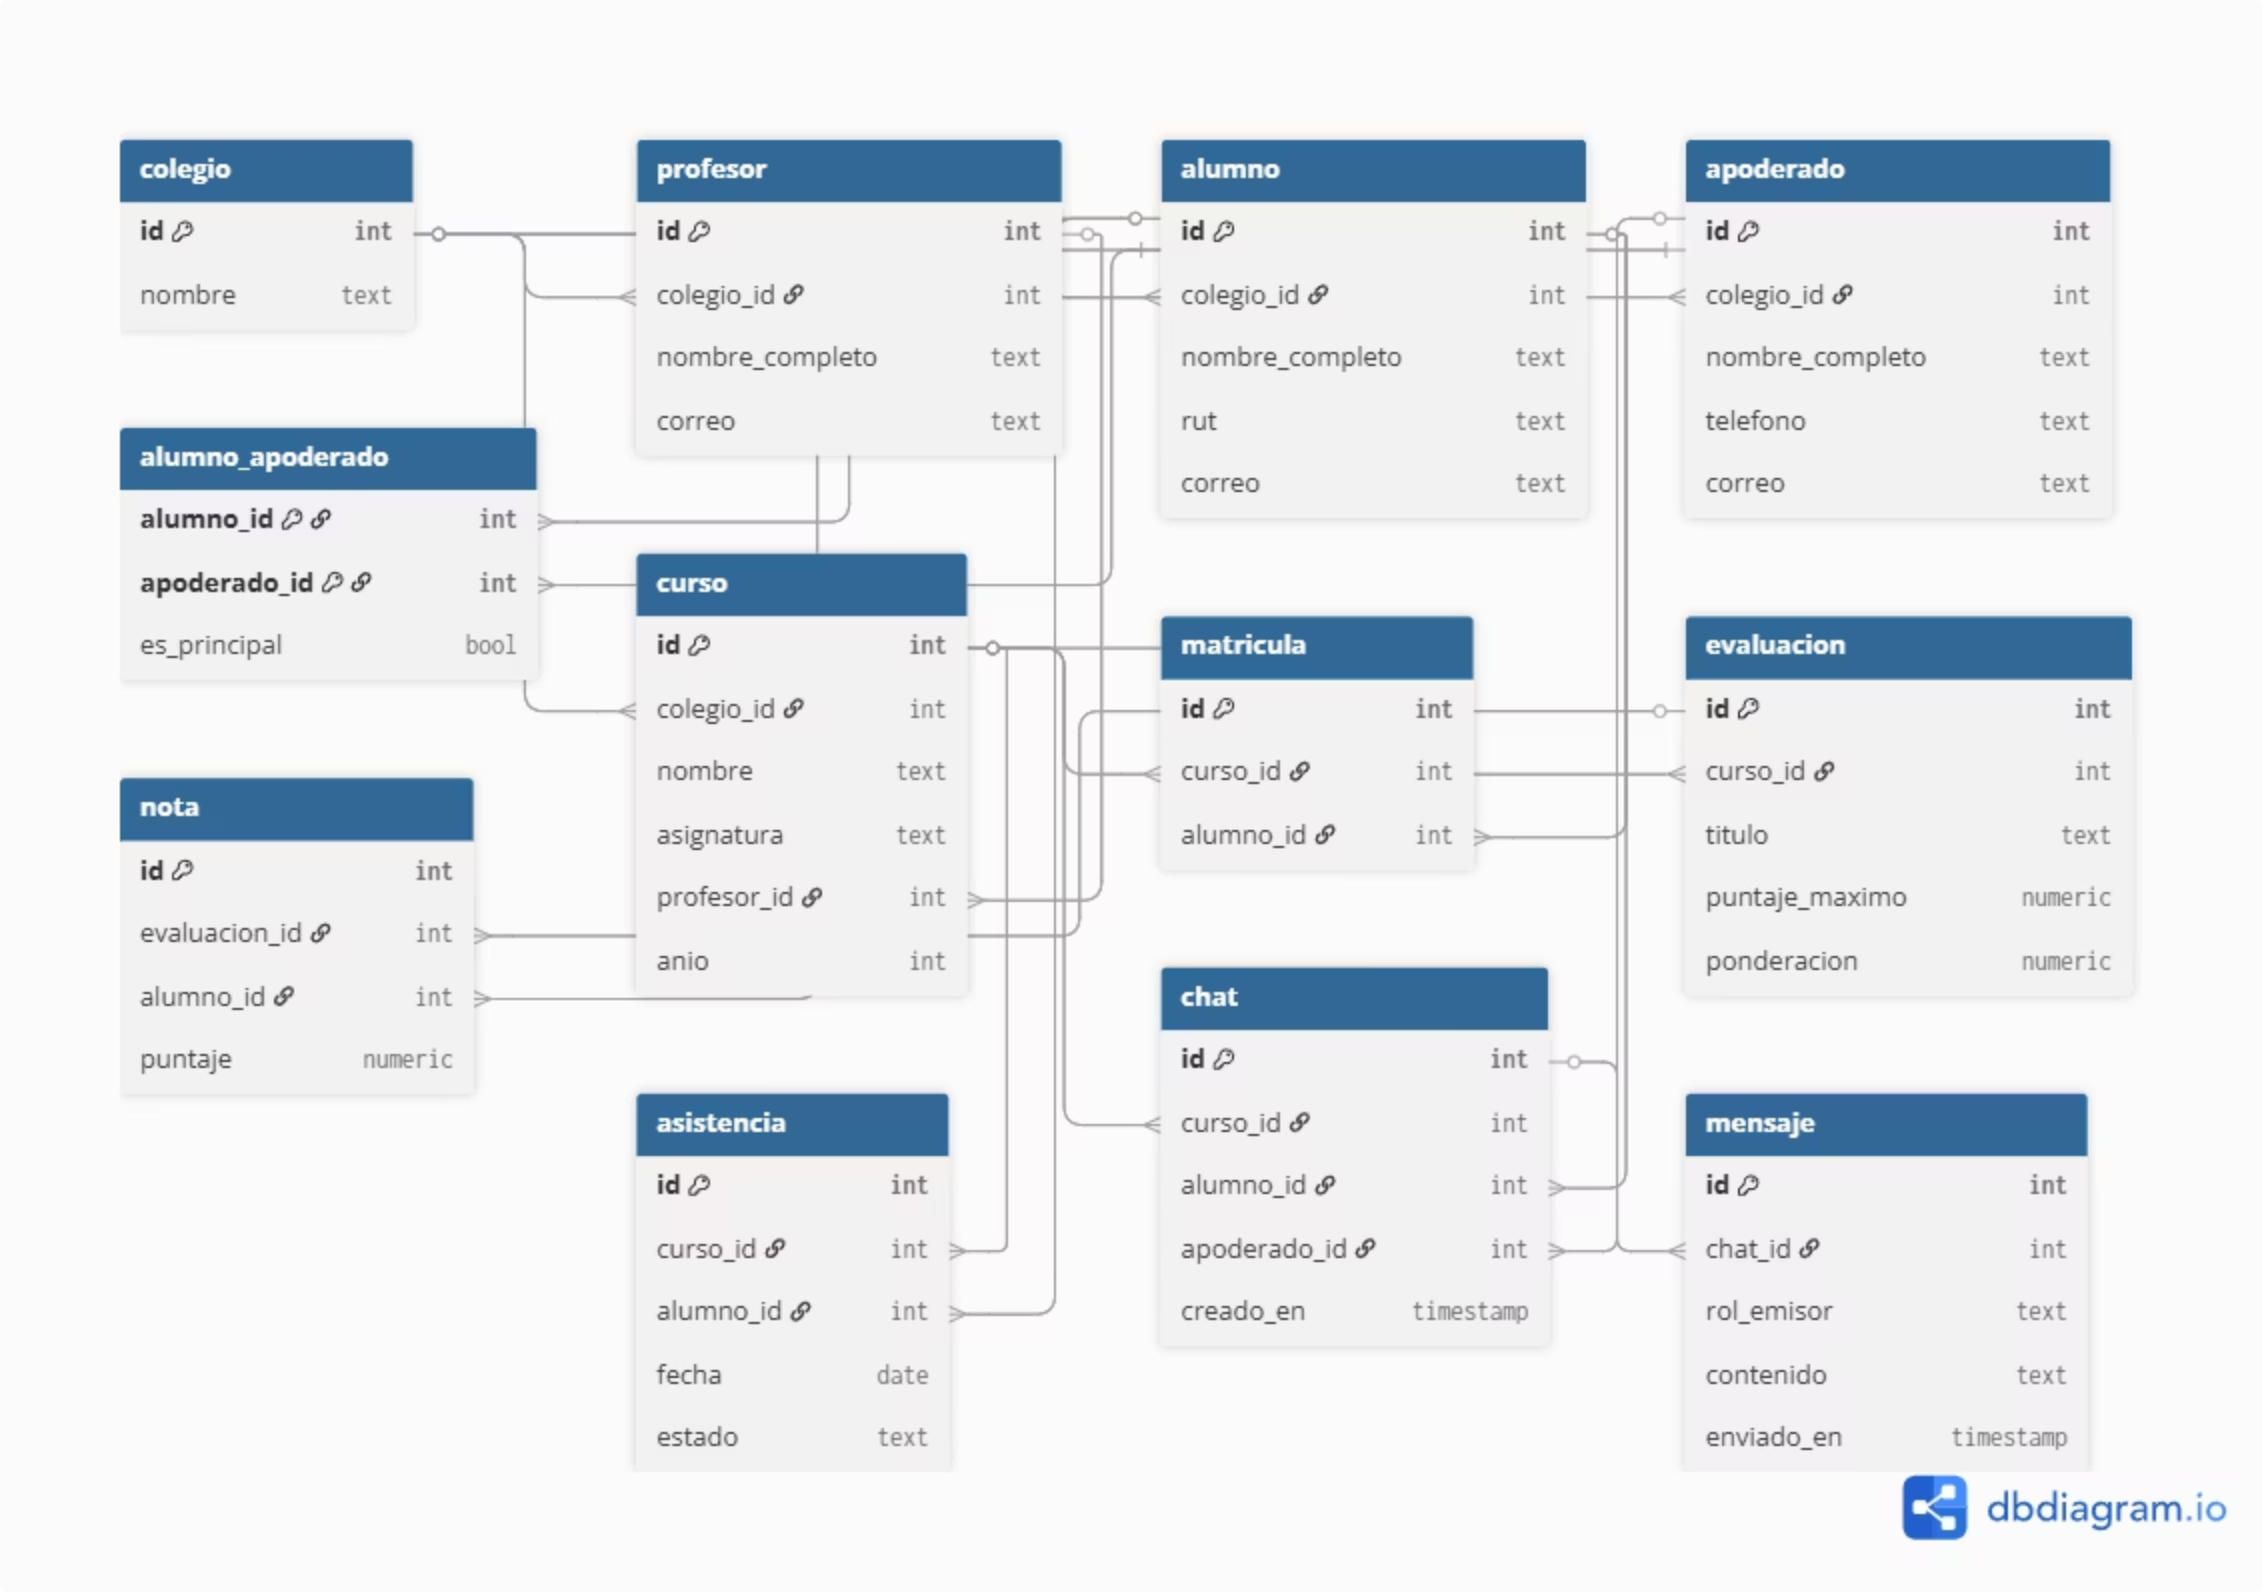 colegio
id int
nombre text
profesor
id int
colegio_id int
nombre_completo text
correo text
alumno
id int
colegio_id int
nombre_completo text
rut text
correo text
apoderado
id int
colegio_id int
nombre_completo text
telefono text
correo text
alumno_apoderado
alumno_id int
apoderado_id int
es_principal bool
curso
id int
colegio_id int
nombre text
asignatura text
profesor_id int
anio int
matricula
id int
curso_id int
alumno_id int
evaluacion
id int
curso_id int
titulo text
puntaje_maximo numeric
ponderacion numeric
nota
id int
evaluacion_id int
alumno_id int
puntaje numeric
asistencia
id int
curso_id int
alumno_id int
fecha date
estado text
chat
id int
curso_id int
alumno_id int
apoderado_id int
creado_en timestamp
mensaje
id int
chat_id int
rol_emisor text
contenido text
enviado_en timestamp
dbdiagram.io